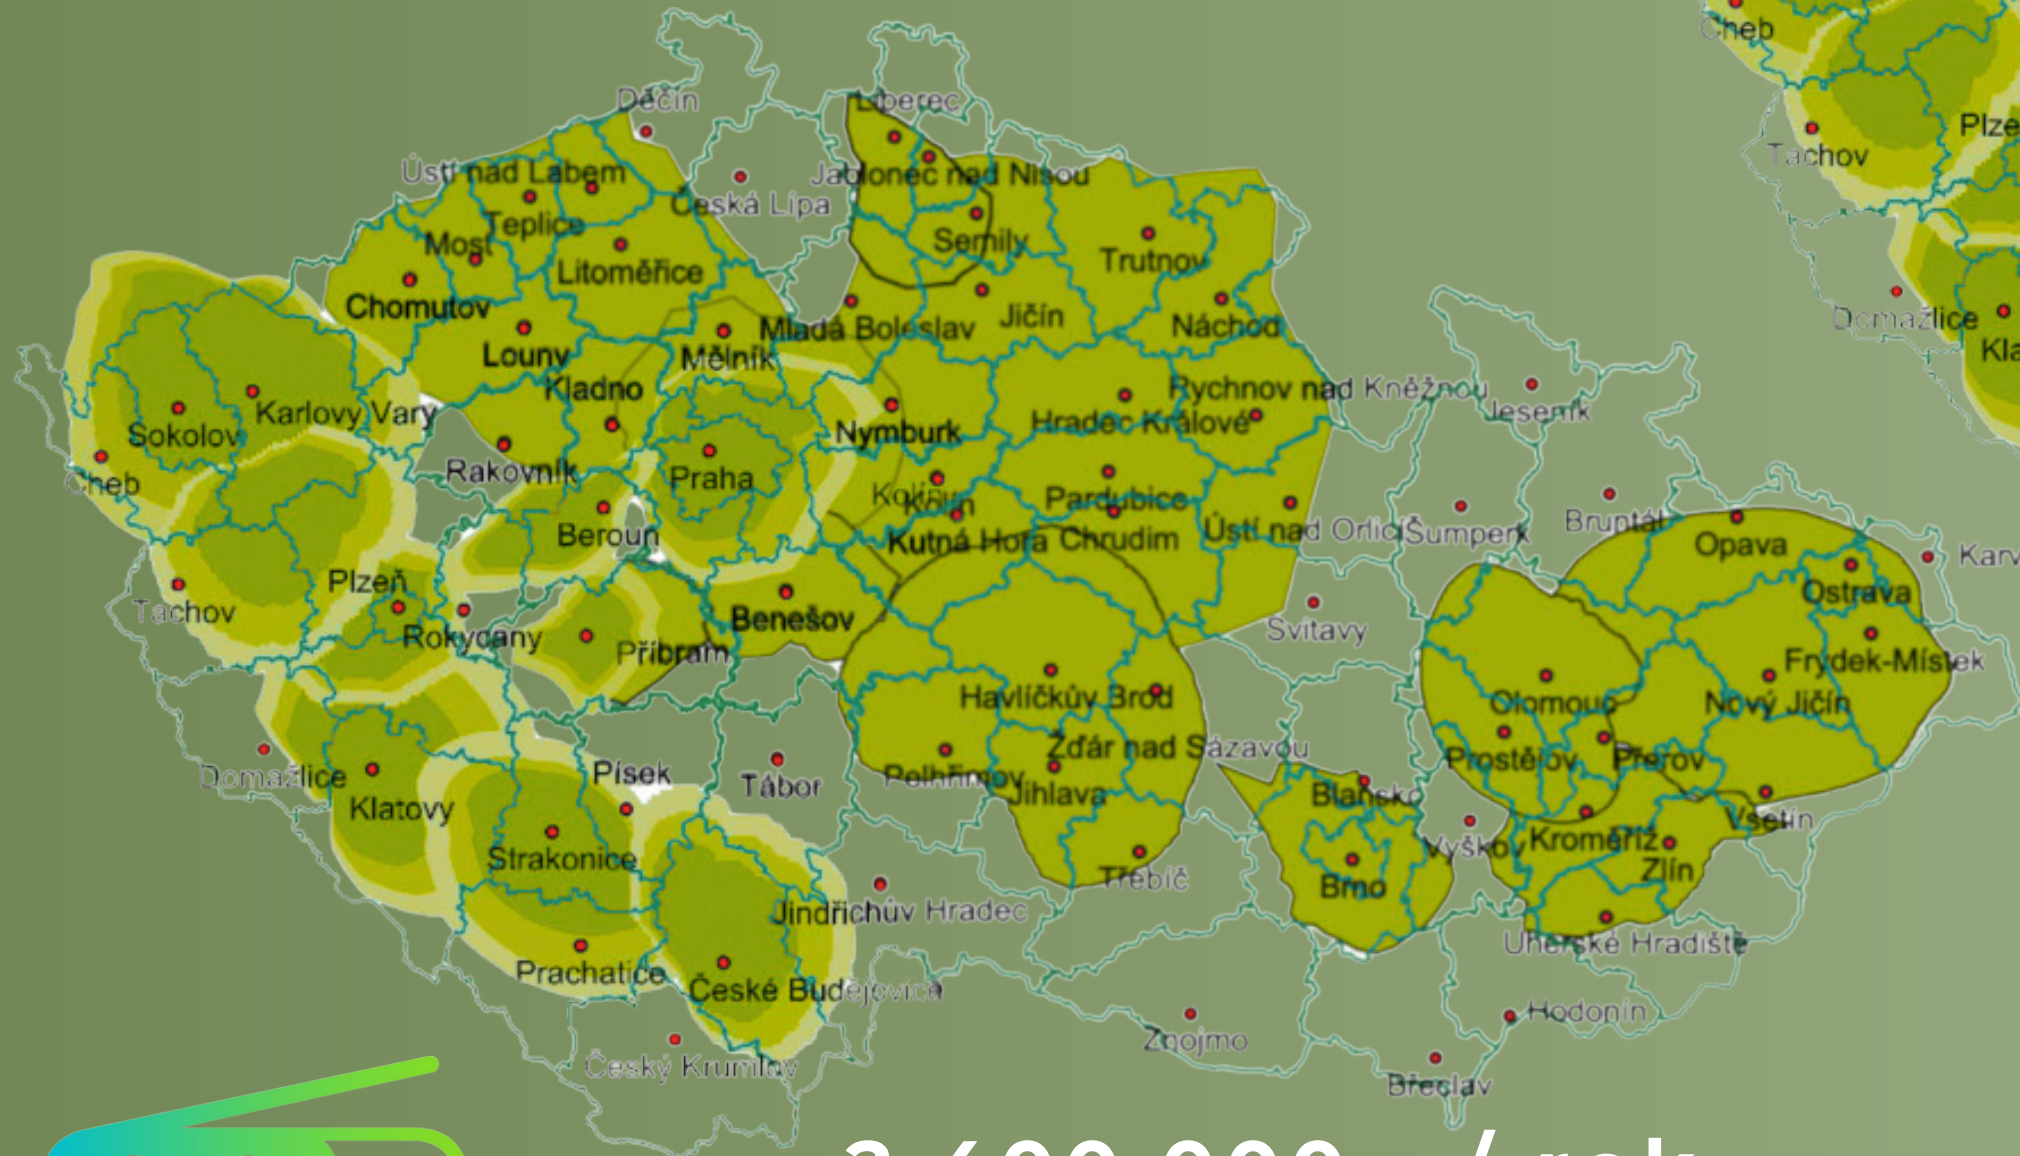 Cheb
Děčín
Liberec
Plze
Tachov
Ústí nad Labem
Jablonec nad Nisou
Česká Lípa
Teplice
Most
Semily
Trutnov
Litoměřice
Chomutov
Mladá Boleslav
Jičín
Náchod
Domažlice
Louny
Mělník
Kla
Kladno
Rychnov nad Kněžnou
Jeseník
Karlovy Vary
Sokolov
Nymburk
Hradec Králové
Rakovník
Praha
Cheb
Kolín
Kolín
Pardubice
Beroun
Kutná Hora
Chrudim
Ústí nad Orlicí
Šumperk
Bruntál
Opava
Karv
Plzeň
Tachov
Ostrava
Benešov
Rokycany
Příbram
Svitavy
Frýdek-Místek
Havlíčkův Brod
Olomouc
Nový Jičín
Žďár nad Sázavou
Prostějov
Přerov
Domažlice
Písek
Tábor
Pelhřimov
Jihlava
Blansko
Klatovy
Vsetín
Kroměříž
Vyškov
Strakonice
Zlín
Třebíč
Brno
Jindřichův Hradec
Uherské Hradiště
Prachatice
České Budějovice
Hodonín
Znojmo
Český Krumlov
Břeclav